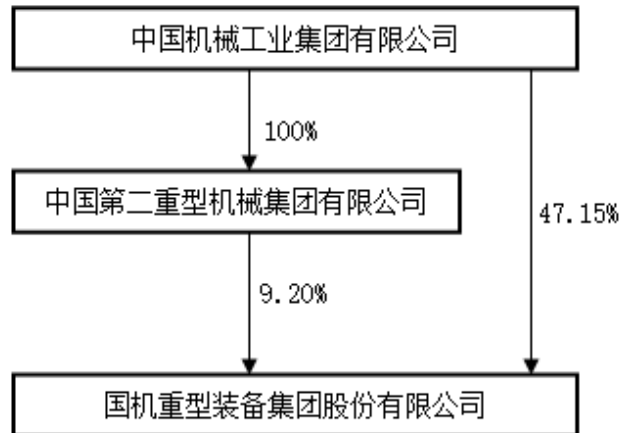 中国机械工业集团有限公司
100%
中国第二重型机械集团有限公司
47.15%
9.20%
国机重型装备集团股份有限公司